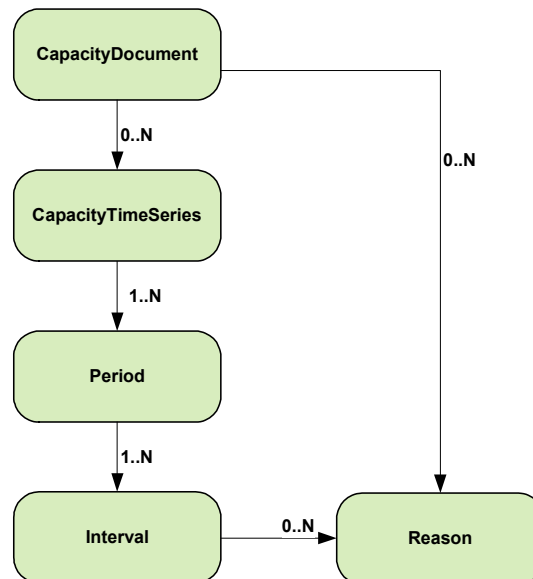 CapacityDocument
0..N
0..N
CapacityTimeSeries
1..N
Period
1..N
Interval
0..N
Reason